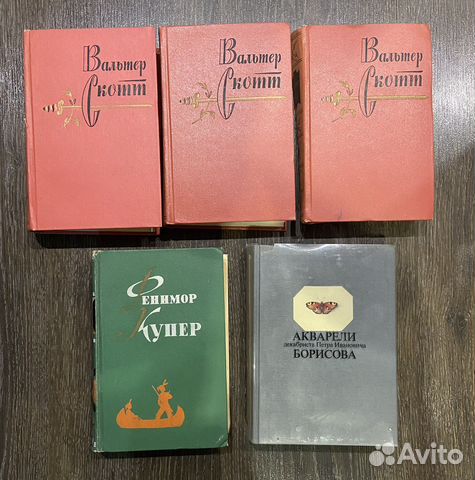 Вальтер
Скотт
Вальтер
Скотт
Вальтер
Скотт
Фенимор
Купер
АКВАРЕЛИ
декабриста Петра Ивановича
БОРИСОВА
Avito